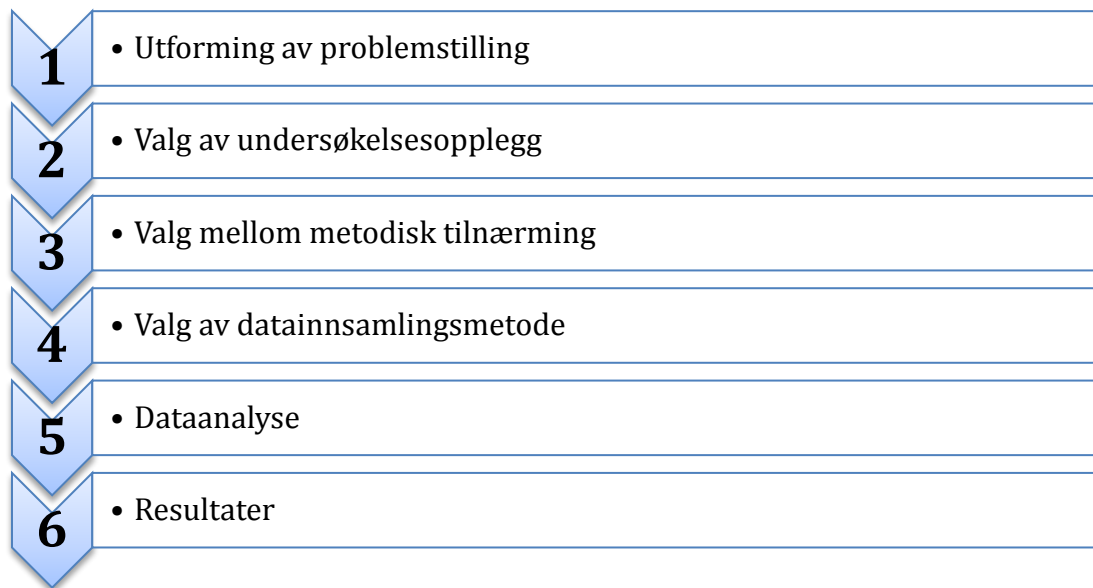 1 • Utforming av problemstilling
2 • Valg av undersøkelsesopplegg
3 • Valg mellom metodisk tilnærming
4 • Valg av datainnsamlingsmetode
5 • Dataanalyse
6 • Resultater